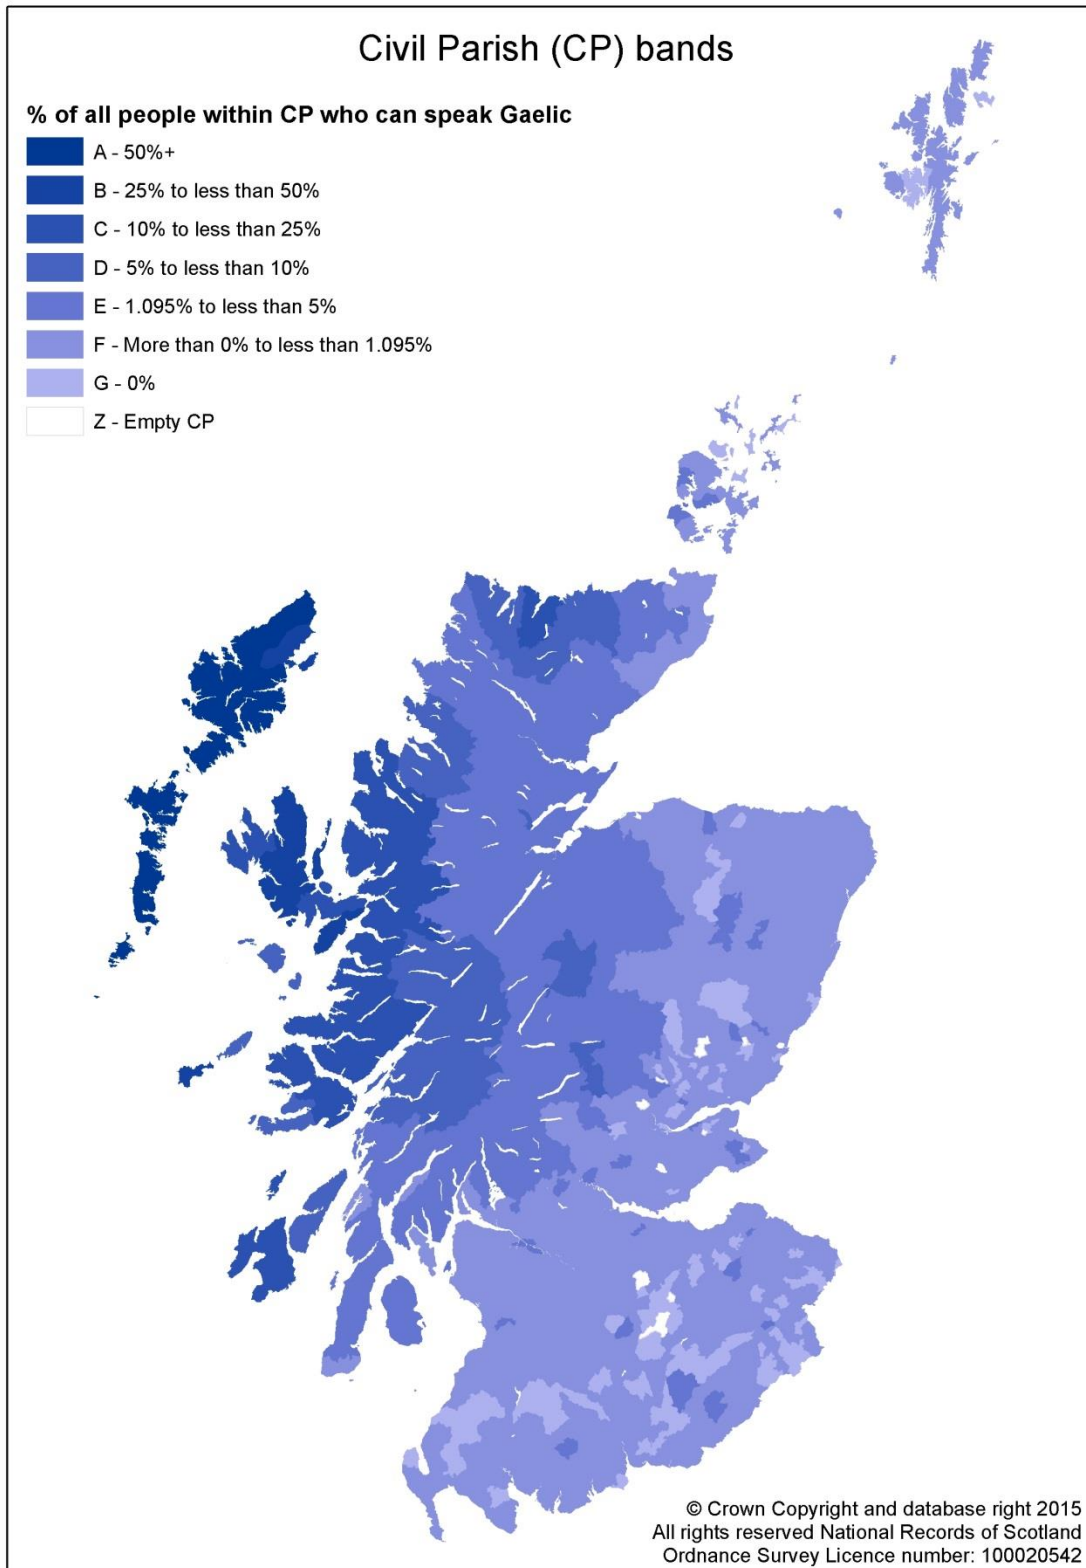 Civil Parish (CP) bands
% of all people within CP who can speak Gaelic
A - 50%+
B - 25% to less than 50%
C - 10% to less than 25%
D - 5% to less than 10%
E - 1.095% to less than 5%
F - More than 0% to less than 1.095%
G - 0%
Z - Empty CP
© Crown Copyright and database right 2015
All rights reserved National Records of Scotland
Ordnance Survey Licence number: 100020542